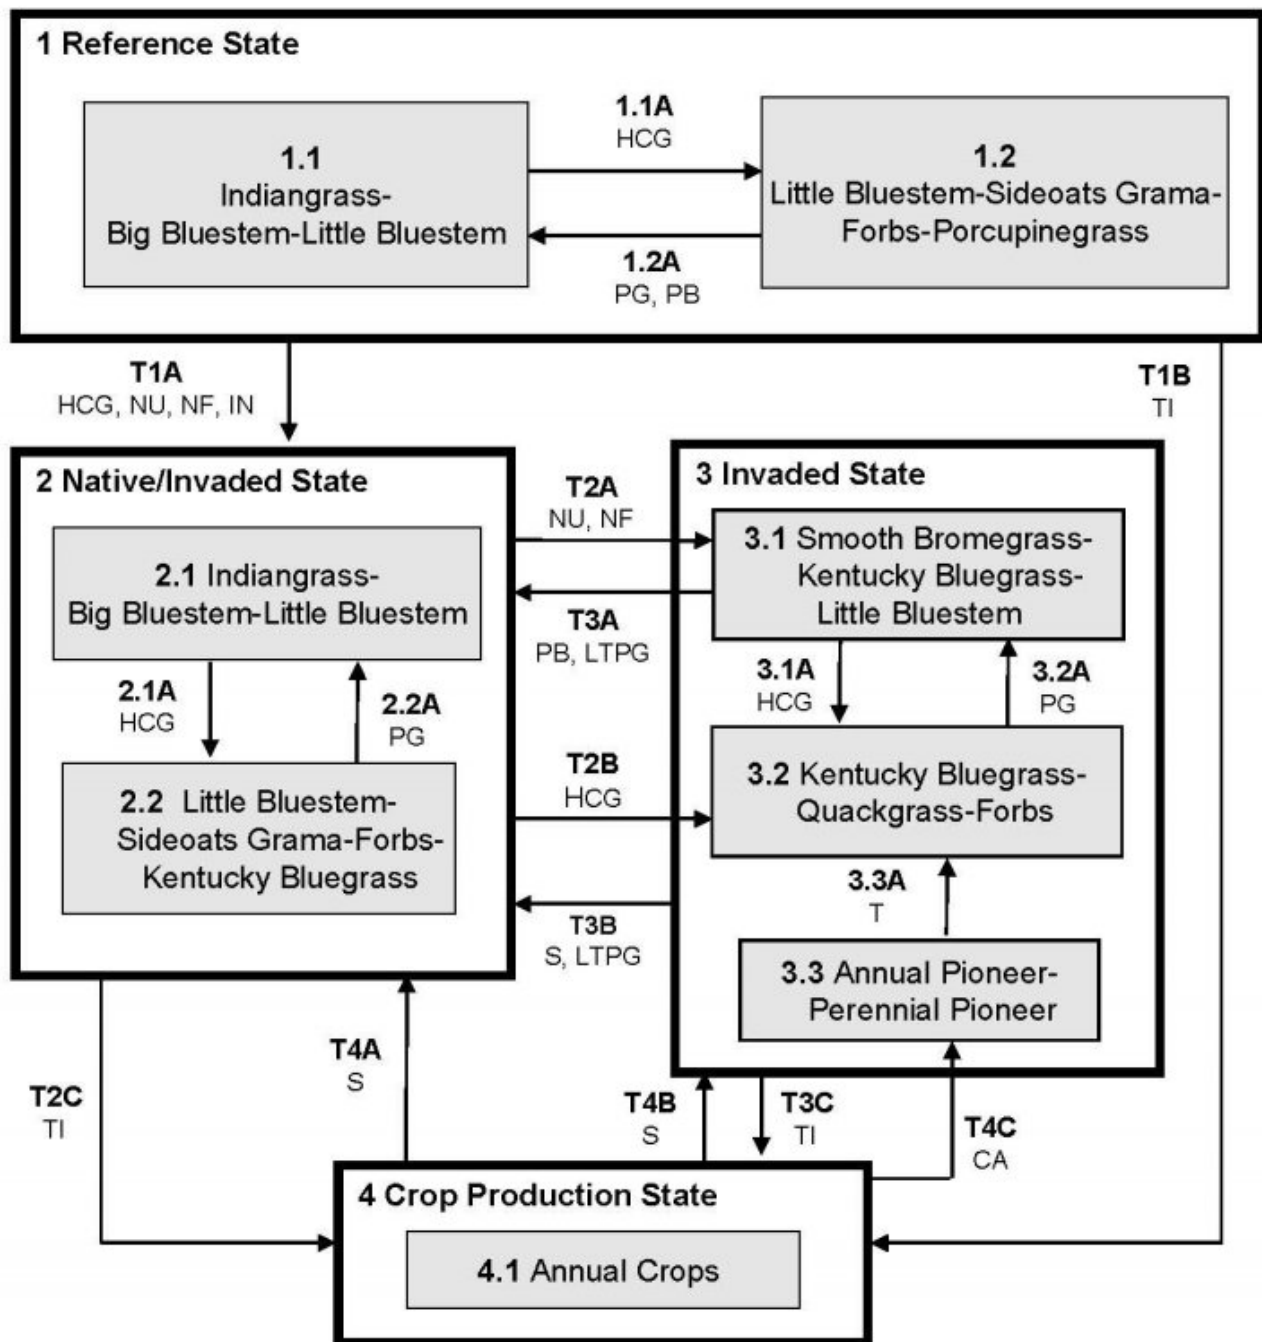 1 Reference State
1.1
Indiangrass-
Big Bluestem-Little Bluestem
1.1A
HCG
1.2A
PG, PB
1.2
Little Bluestem-Sideoats Grama-
Forbs-Porcupinegrass
T1A
HCG, NU, NF, IN
T1B
TI
2 Native/Invaded State
2.1 Indiangrass-
Big Bluestem-Little Bluestem
2.1A
HCG
2.2A
PG
2.2 Little Bluestem-
Sideoats Grama-Forbs-
Kentucky Bluegrass
T2A
NU, NF
T3A
PB, LTPG
T2B
HCG
T3B
S, LTPG
3 Invaded State
3.1 Smooth Bromegrass-
Kentucky Bluegrass-
Little Bluestem
3.1A
HCG
3.2A
PG
3.2 Kentucky Bluegrass-
Quackgrass-Forbs
3.3A
T
3.3 Annual Pioneer-
Perennial Pioneer
T2C
TI
T4A
S
T4B
S
T3C
TI
T4C
CA
4 Crop Production State
4.1 Annual Crops